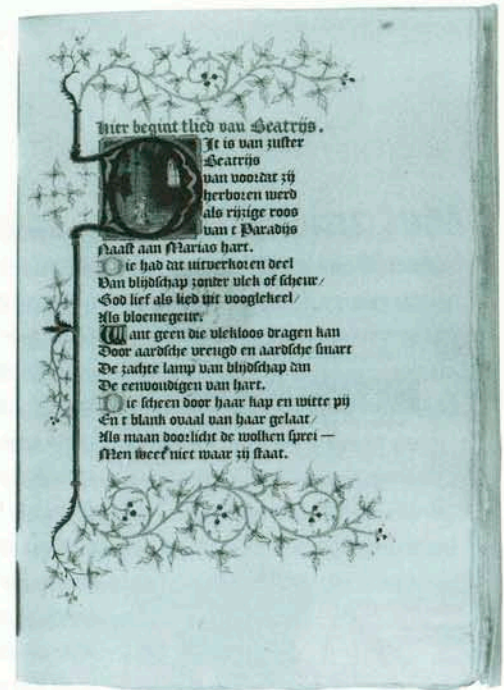 Hier begint tlied van Beatrijs.
Dit is van zuster
Beatrijs
van voordat zij
herboren werd
als rijzige roos
van t Paradijs
Naast aan Marias hart.
Die had dat uitverkoren deel
Van blijdschap zonder vlek of scheur/
God lief als lied uit vooglekeel/
Als bloemegeur.
Want geen die vlekloos dragen kan
Door aardsche vreugd en aardsche smart
De zachte lamp van blijdschap dan
De eenvoudigen van hart.
Die scheen door haar kap en witte pij
En t blank ovaal van haar gelaat/
Als maan doorlicht de wolken sprei —
Men weet niet waar zij staat.